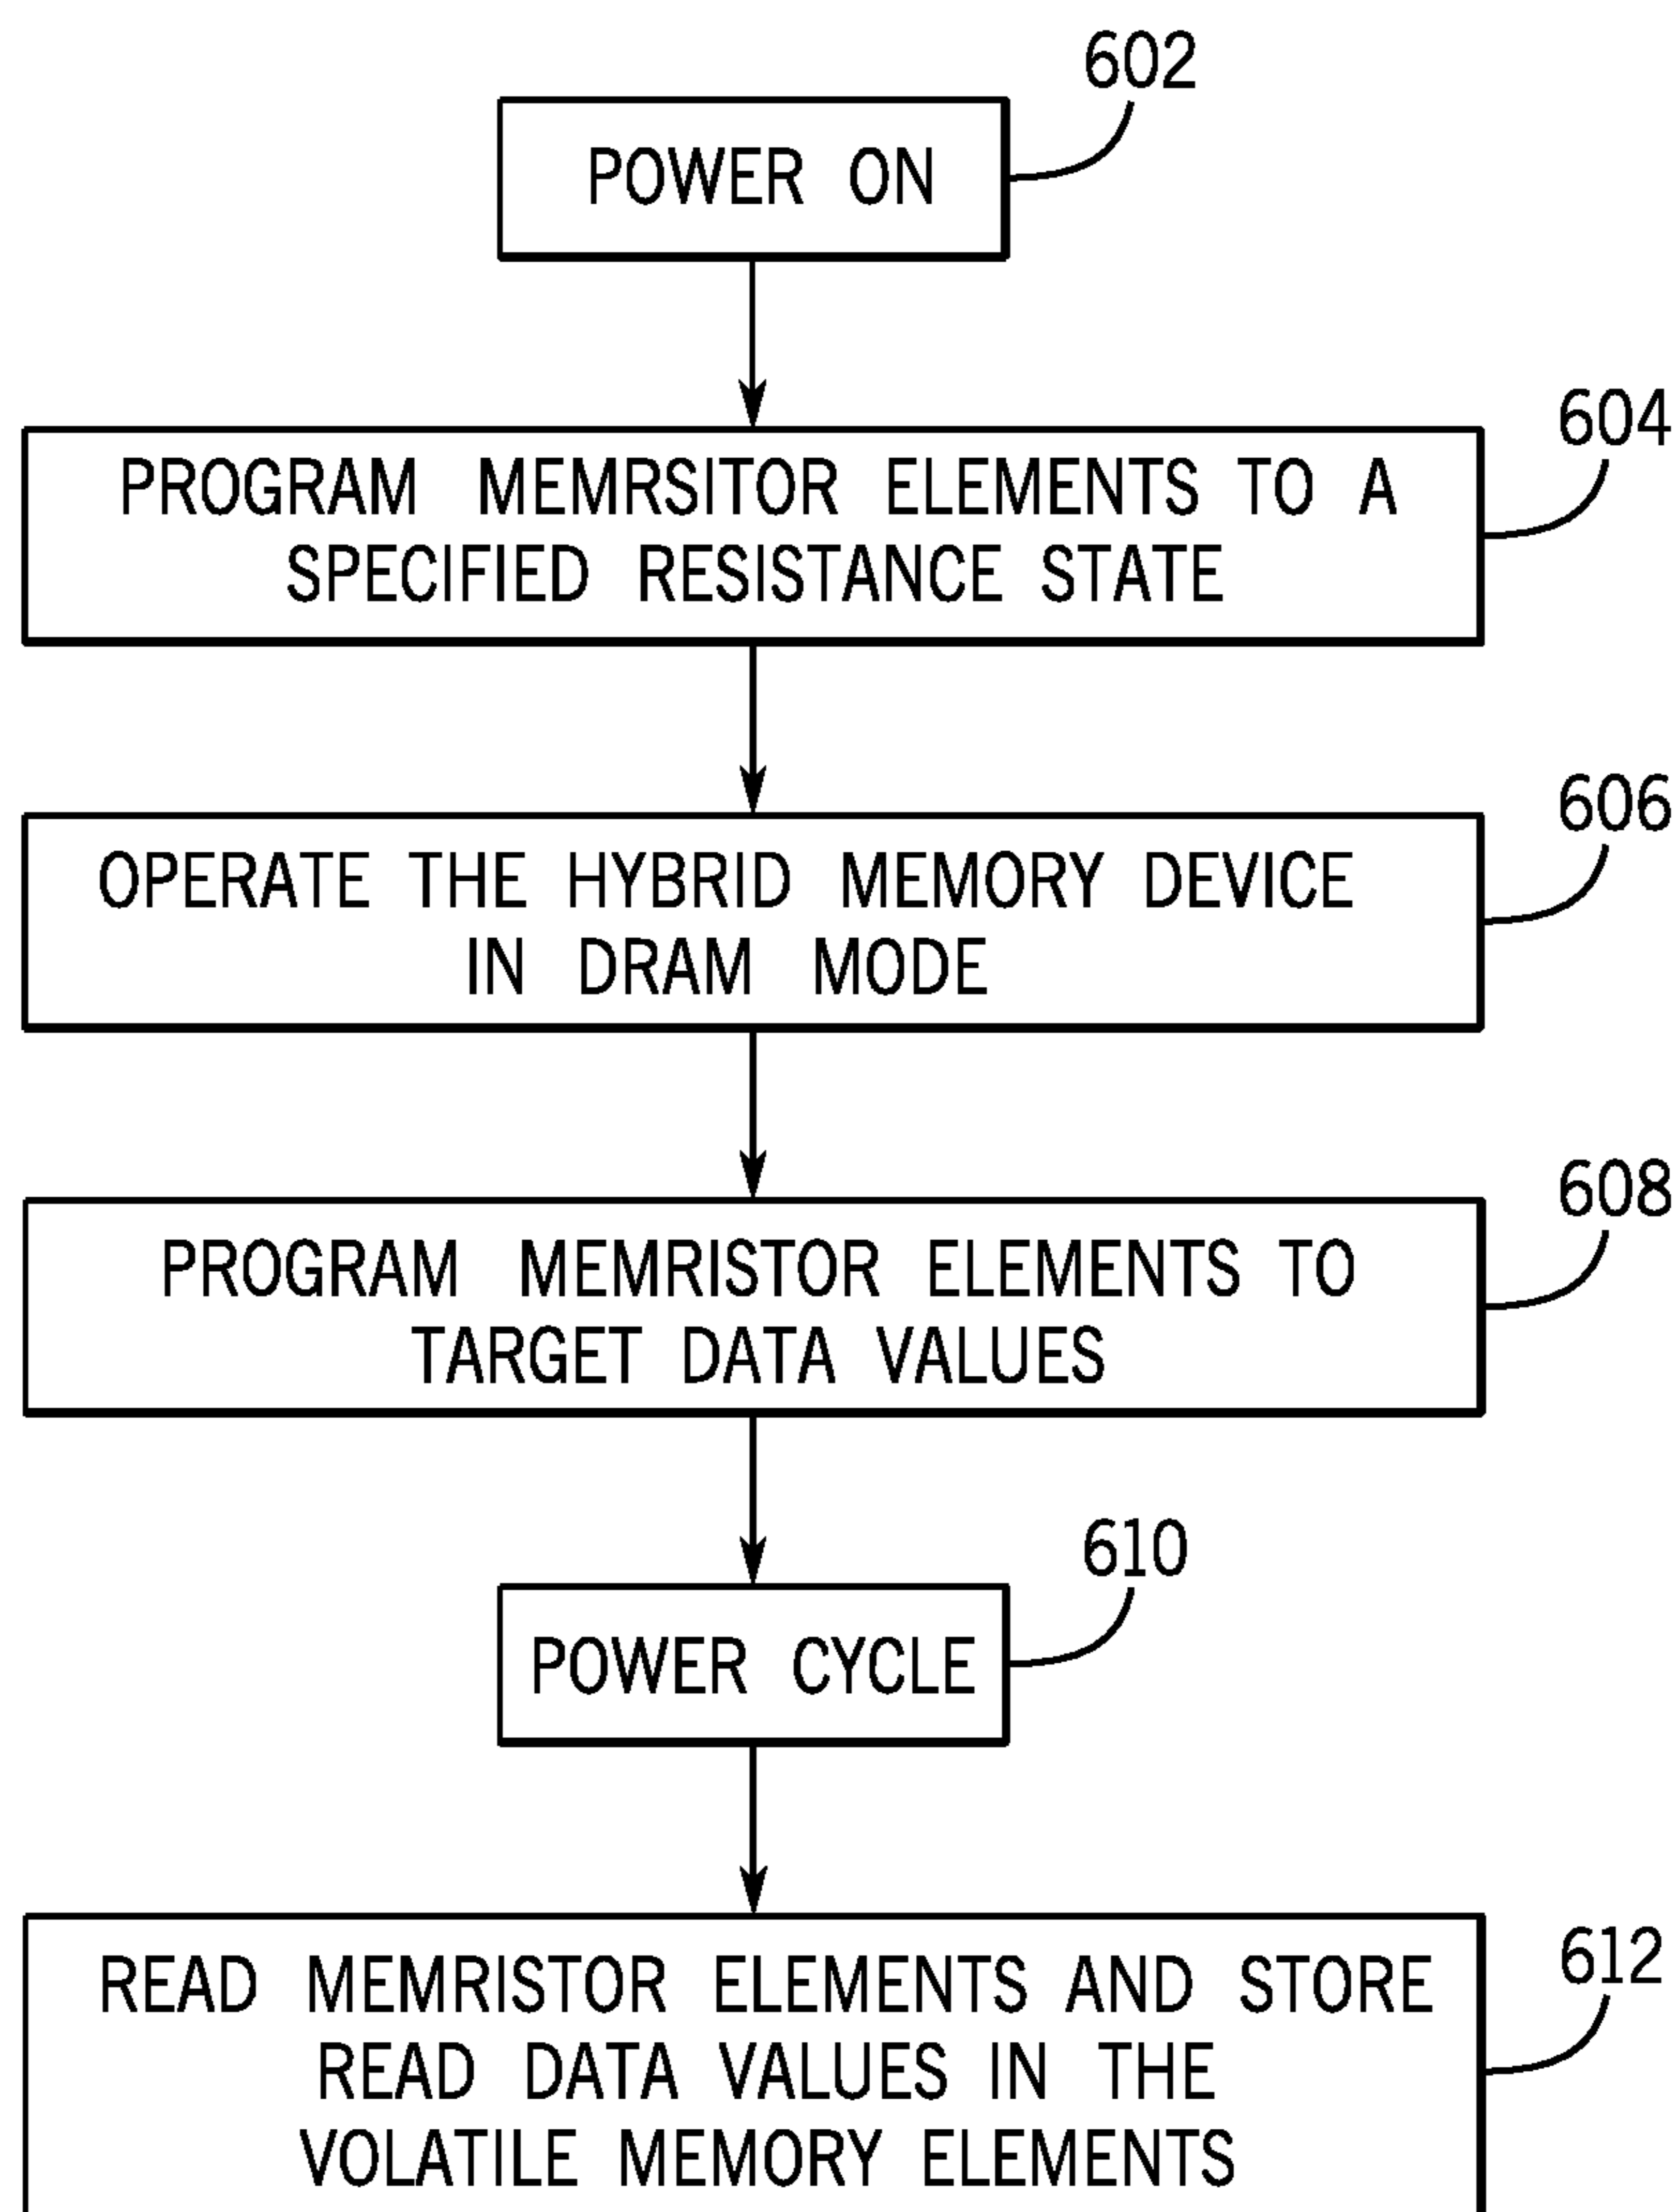 602
POWER ON
604
PROGRAM MEMRSITOR ELEMENTS TO A
SPECIFIED RESISTANCE STATE
606
OPERATE THE HYBRID MEMORY DEVICE
IN DRAM MODE
608
PROGRAM MEMRISTOR ELEMENTS TO
TARGET DATA VALUES
610
POWER CYCLE
612
READ MEMRISTOR ELEMENTS AND STORE
READ DATA VALUES IN THE
VOLATILE MEMORY ELEMENTS